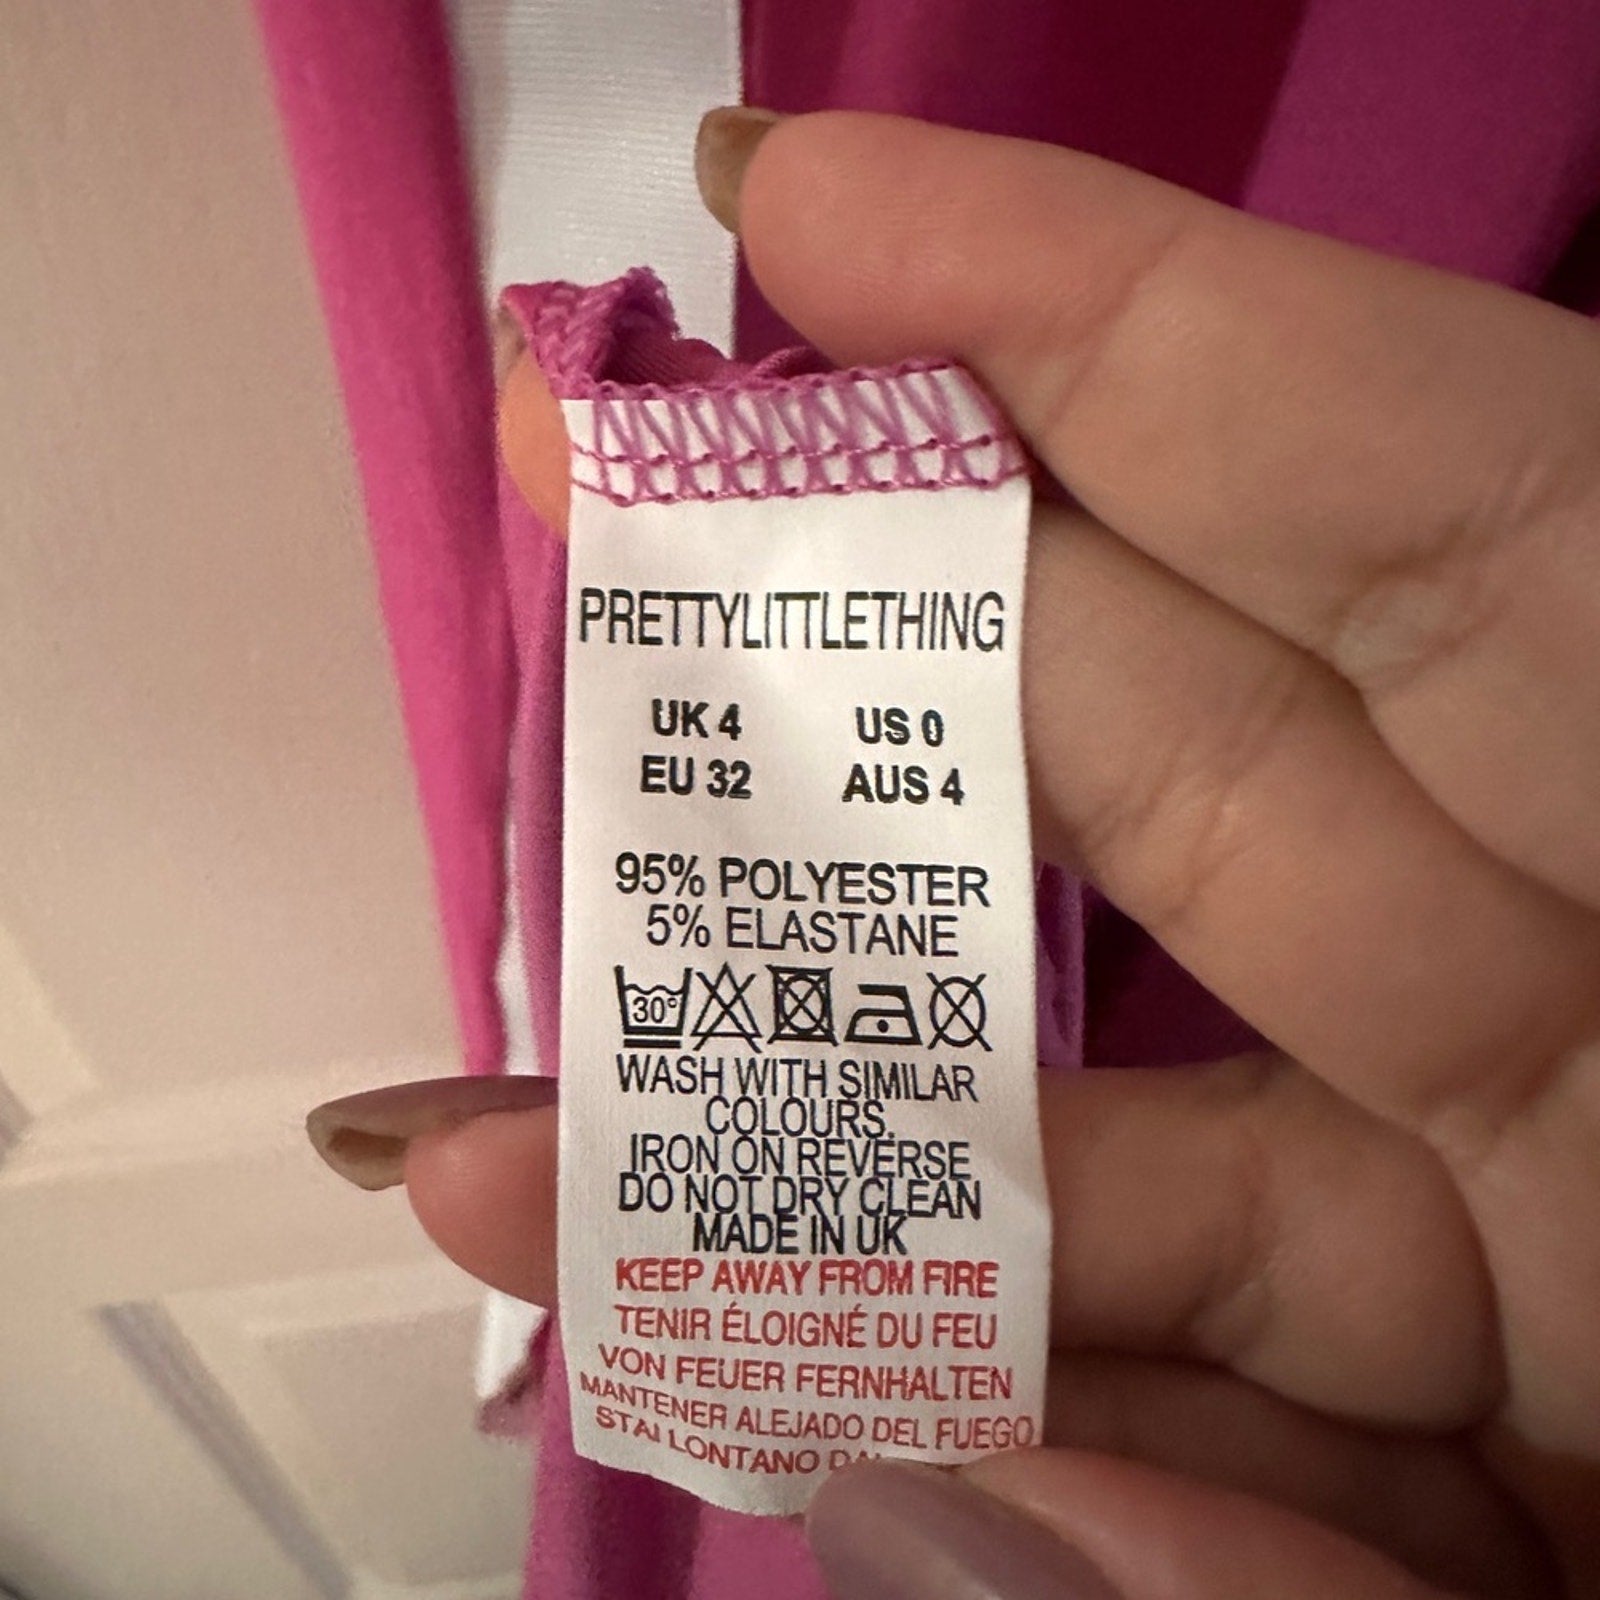 PRETTYLITTLETHING
UK 4 US 0
EU 32 AUS 4
95% POLYESTER
5% ELASTANE
30°
WASH WITH SIMILAR
COLOURS.
IRON ON REVERSE
DO NOT DRY CLEAN
MADE IN UK
KEEP AWAY FROM FIRE
TENIR ÉLOIGNÉ DU FEU
VON FEUER FERNHALTEN
MANTENER ALEJADO DEL FUEGO
STAI LONTANO